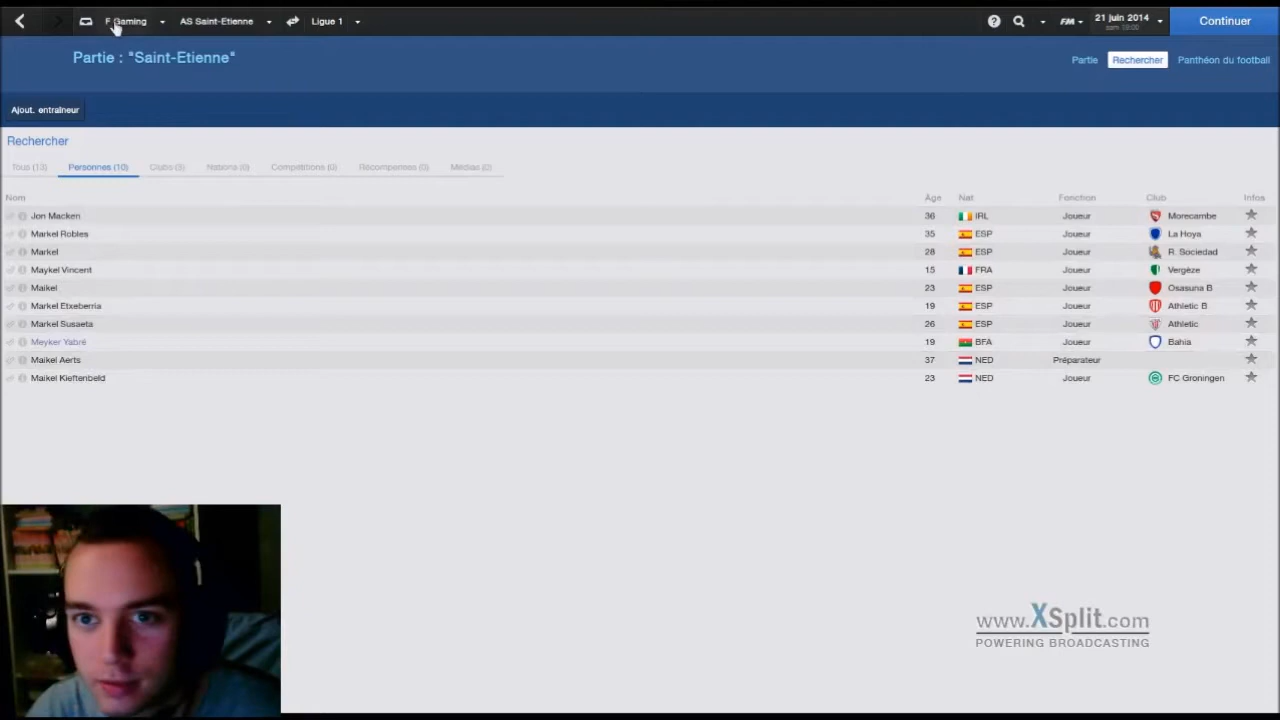 F Gaming AS Saint-Etienne Ligue 1 FM 21 juin 2014 Continuer
sam 18:00
Partie : "Saint-Etienne" Partie Rechercher Panthéon du football
Ajout. entraîneur
Rechercher
Tous (13) Personnes (10) Clubs (3) Nations (0) Compétitions (0) Récompenses (0) Médias (0)
Nom Âge Nat Fonction Club Infos
Jon Macken 36 IRL Joueur Morecambe
Markel Robles 35 ESP Joueur La Hoya
Markel 28 ESP Joueur R. Sociedad
Maykel Vincent 15 FRA Joueur Vergèze
Maikel 23 ESP Joueur Osasuna B
Markel Etxeberria 19 ESP Joueur Athletic B
Markel Susaeta 26 ESP Joueur Athletic
Meyker Yabré 19 BFA Joueur Bahia
Maikel Aerts 37 NED Préparateur
Maikel Kieftenbeld 23 NED Joueur FC Groningen
www.XSplit.com
POWERING BROADCASTING